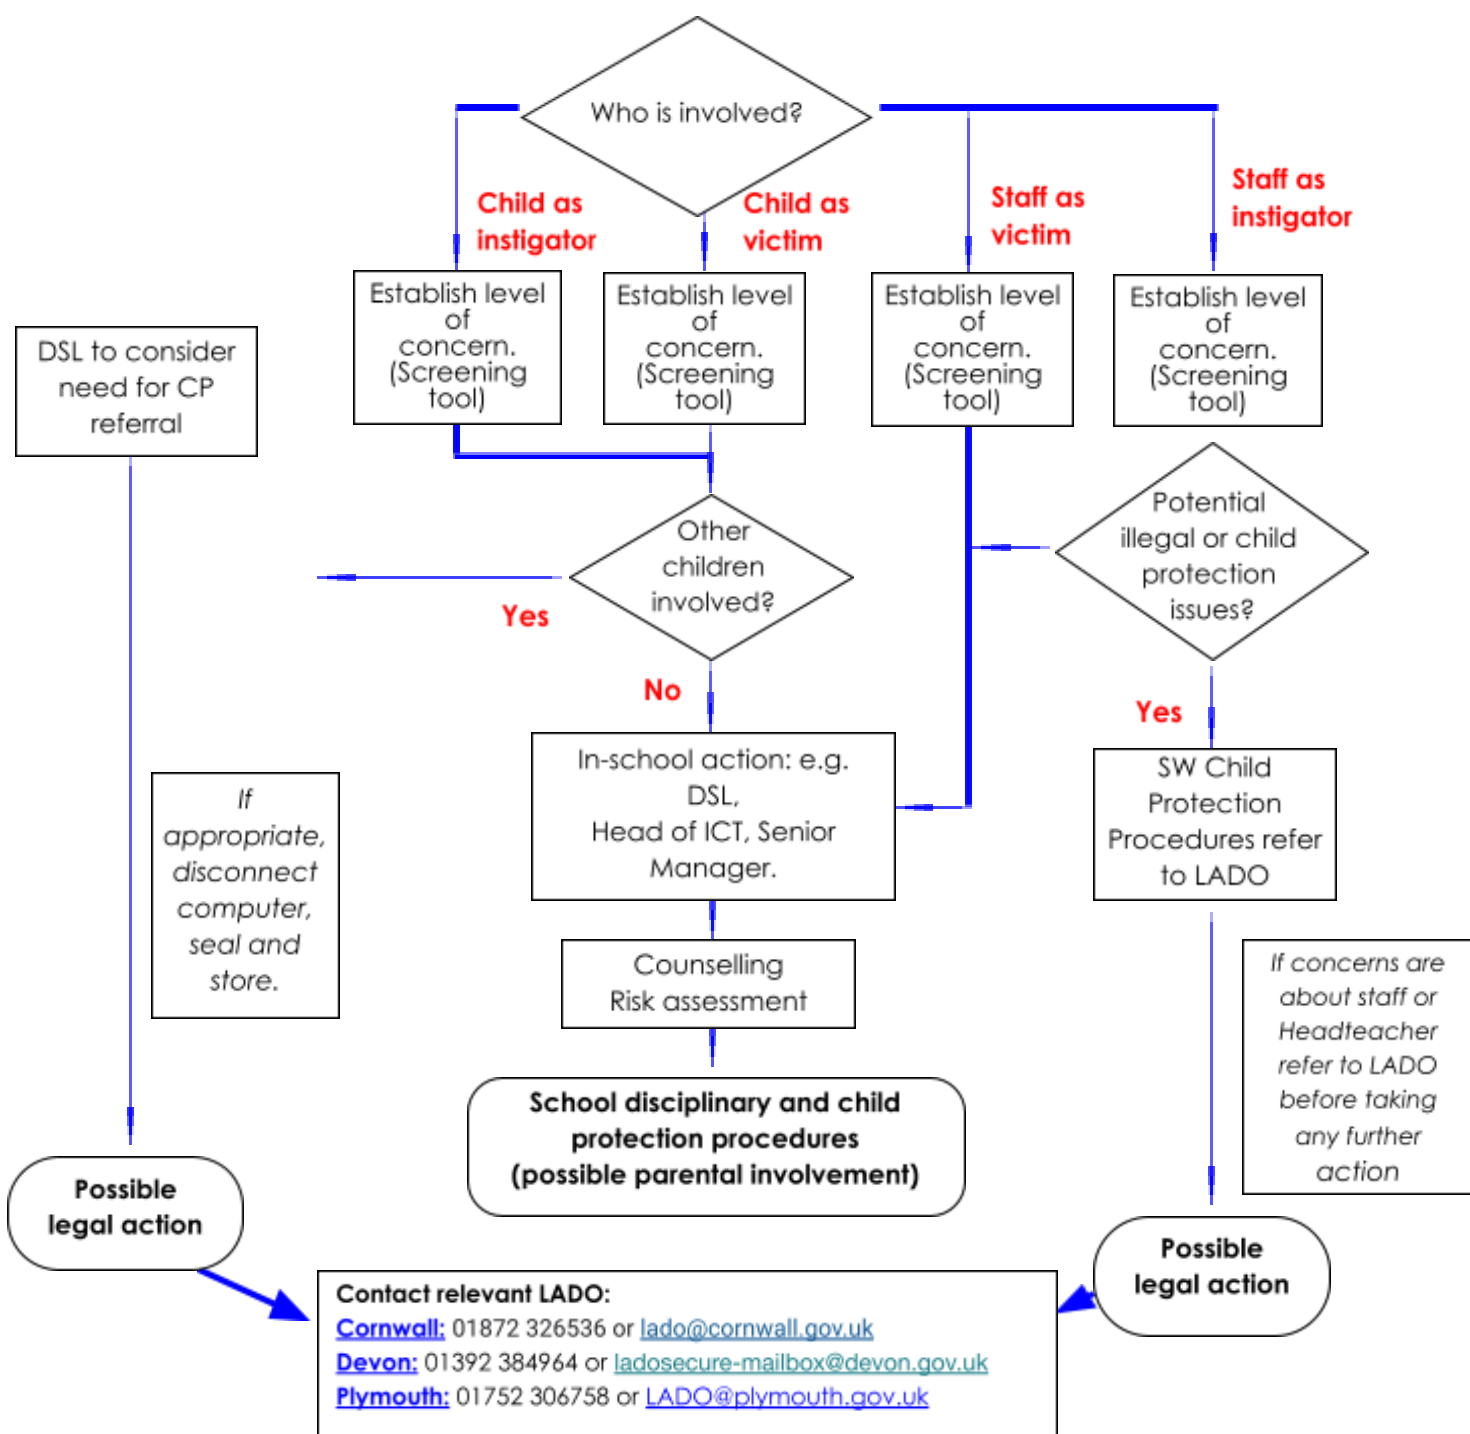 Who is involved?
Child as
instigator
Child as
victim
Staff as
victim
Staff as
instigator
Establish level
of
concern.
(Screening
tool)
Establish level
of
concern.
(Screening
tool)
Establish level
of
concern.
(Screening
tool)
Establish level
of
concern.
(Screening
tool)
DSL to consider
need for CP
referral
Other
children
involved?
Potential
illegal or child
protection
issues?
Yes
No
Yes
In-school action: e.g.
DSL,
Head of ICT, Senior
Manager.
SW Child
Protection
Procedures refer
to LADO
If
appropriate,
disconnect
computer,
seal and
store.
Counselling
Risk assessment
If concerns are
about staff or
Headteacher
refer to LADO
before taking
any further
action
School disciplinary and child
protection procedures
(possible parental involvement)
Possible
legal action
Possible
legal action
Contact relevant LADO:
Cornwall: 01872 326536 or lado@cornwall.gov.uk
Devon: 01392 384964 or ladosecure-mailbox@devon.gov.uk
Plymouth: 01752 306758 or LADO@plymouth.gov.uk